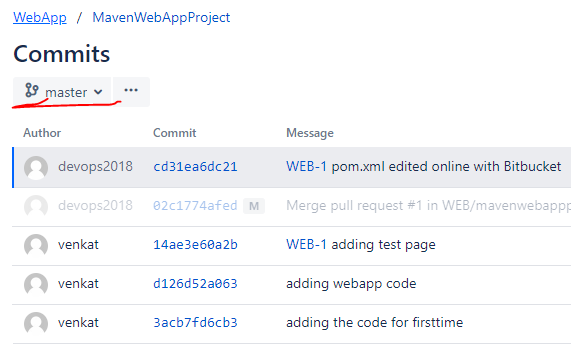 WebApp / MavenWebAppProject
Commits
master
Author Commit Message
devops2018 cd31ea6dc21 WEB-1 pom.xml edited online with Bitbucket
devops2018 02c1774afed M Merge pull request #1 in WEB/mavenwebapp
venkat 14ae3e60a2b WEB-1 adding test page
venkat d126d52a063 adding webapp code
venkat 3acb7fd6cb3 adding the code for firsttime